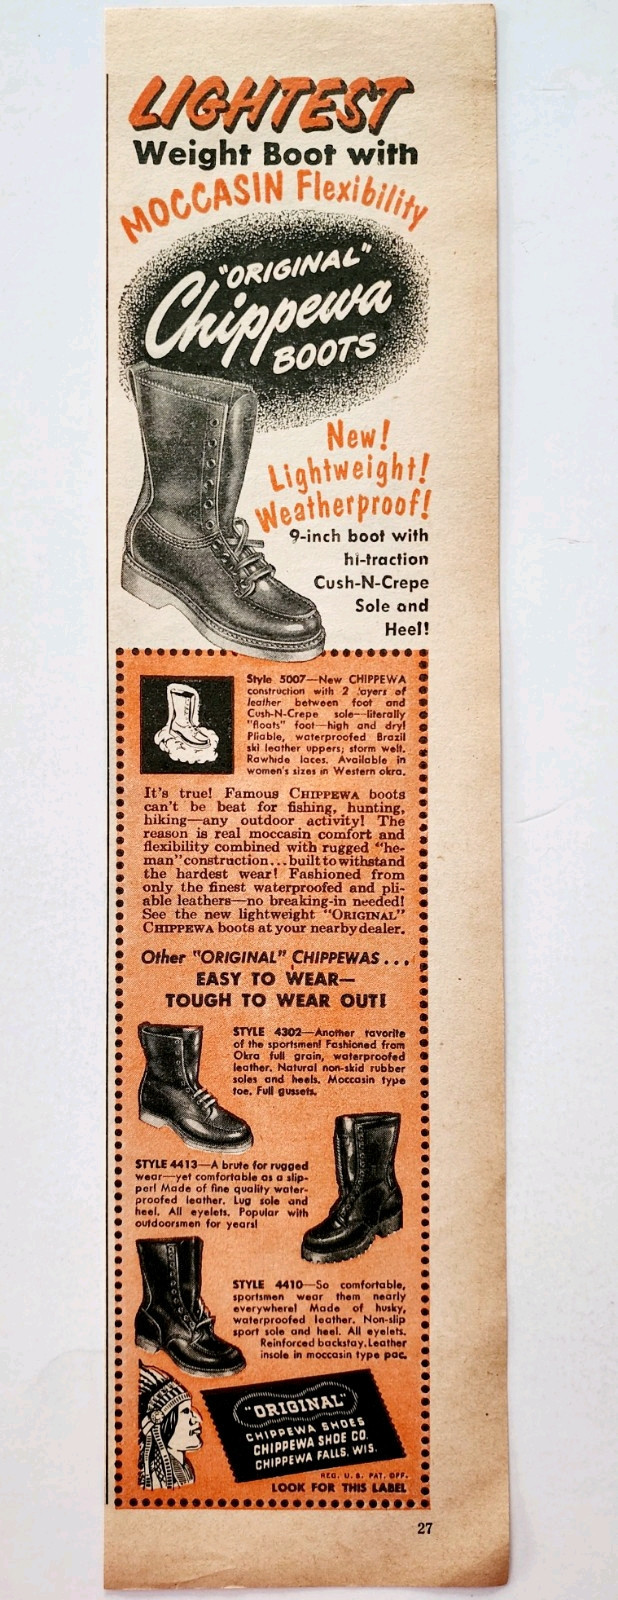 LIGHTEST
Weight Boot with
MOCCASIN Flexibility
"ORIGINAL"
Chippewa
BOOTS
New!
Lightweight!
Weatherproof!
9-inch boot with
hi-traction
Cush-N-Crepe
Sole and
Heel!
Style 5007—New CHIPPEWA
construction with 2 layers of
leather between foot and
Cush-N-Crepe sole—literally
"floats" foot—high and dry!
Pliable, waterproofed Brazil
ski leather uppers; storm welt.
Rawhide laces. Available in
women's sizes in Western okra.
It's true! Famous CHIPPEWA boots
can't be beat for fishing, hunting,
hiking—any outdoor activity! The
reason is real moccasin comfort and
flexibility combined with rugged "he-
man" construction... built to withstand
the hardest wear! Fashioned from
only the finest waterproofed and pli-
able leathers—no breaking-in needed!
See the new lightweight "ORIGINAL"
CHIPPEWA boots at your nearby dealer.
Other "ORIGINAL" CHIPPEWAS...
EASY TO WEAR—
TOUGH TO WEAR OUT!
STYLE 4302—Another favorite
of the sportsmen! Fashioned from
Okra full grain, waterproofed
leather. Natural non-skid rubber
soles and heels. Moccasin type
toe. Full gussets.
STYLE 4413—A brute for rugged
wear—yet comfortable as a slip-
per! Made of fine quality water-
proofed leather. Lug sole and
heel. All eyelets. Popular with
outdoorsmen for years!
STYLE 4410—So comfortable,
sportsmen wear them nearly
everywhere! Made of husky,
waterproofed leather. Non-slip
sport sole and heel. All eyelets.
Reinforced backstay. Leather
insole in moccasin type pac.
"ORIGINAL"
CHIPPEWA SHOES
CHIPPEWA SHOE CO.
CHIPPEWA FALLS, WIS.
REG. U. S. PAT. OFF.
LOOK FOR THIS LABEL
27